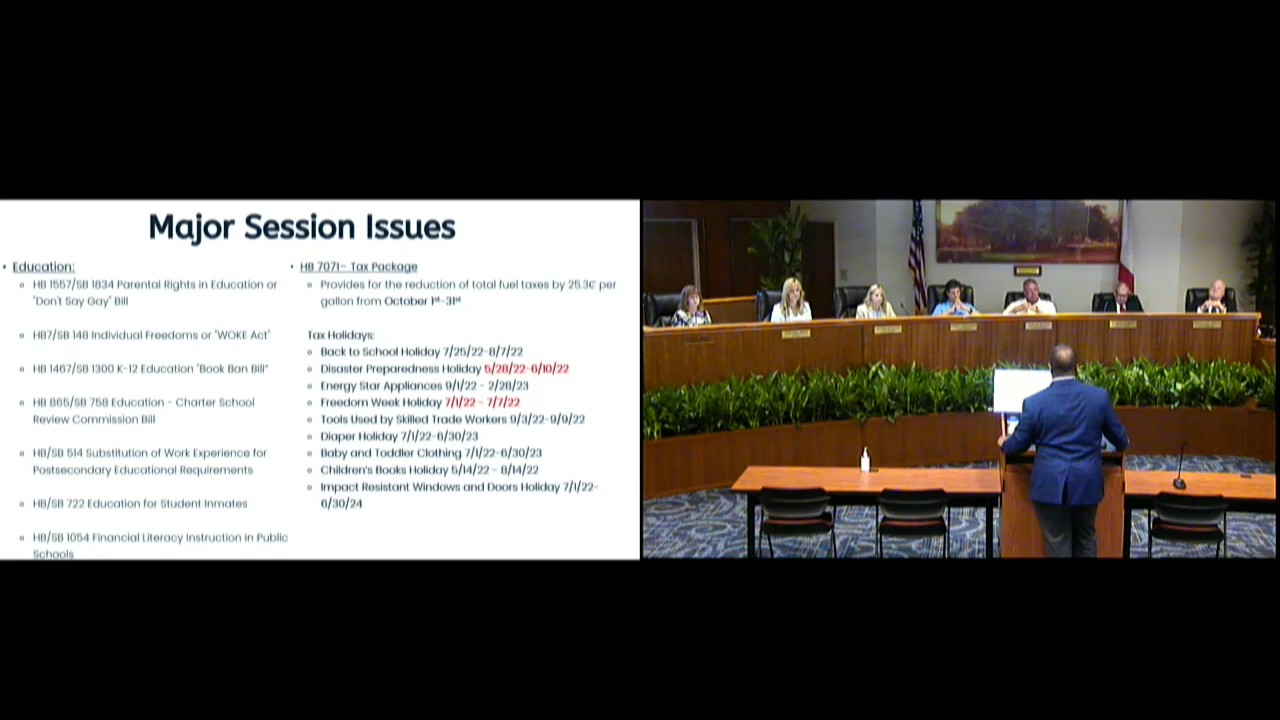 Major Session Issues
• Education:
HB 1557/SB 1834 Parental Rights in Education or
"Don't Say Gay" Bill
HB7/SB 148 Individual Freedoms or "WOKE Act"
HB 1467/SB 1300 K-12 Education "Book Ban Bill"
HB 865/SB 758 Education - Charter School
Review Commission Bill
HB/SB 514 Substitution of Work Experience for
Postsecondary Educational Requirements
HB/SB 722 Education for Student Inmates
HB/SB 1054 Financial Literacy Instruction in Public
Schools
• HB 7071- Tax Package
Provides for the reduction of total fuel taxes by 25.3¢ per
gallon from October 1st-31st
Tax Holidays:
Back to School Holiday 7/25/22-8/7/22
Disaster Preparedness Holiday 5/28/22-6/10/22
Energy Star Appliances 9/1/22 - 2/28/23
Freedom Week Holiday 7/1/22 - 7/7/22
Tools Used by Skilled Trade Workers 9/3/22-9/9/22
Diaper Holiday 7/1/22-6/30/23
Baby and Toddler Clothing 7/1/22-6/30/23
Children's Books Holiday 5/14/22 - 8/14/22
Impact Resistant Windows and Doors Holiday 7/1/22-
6/30/24